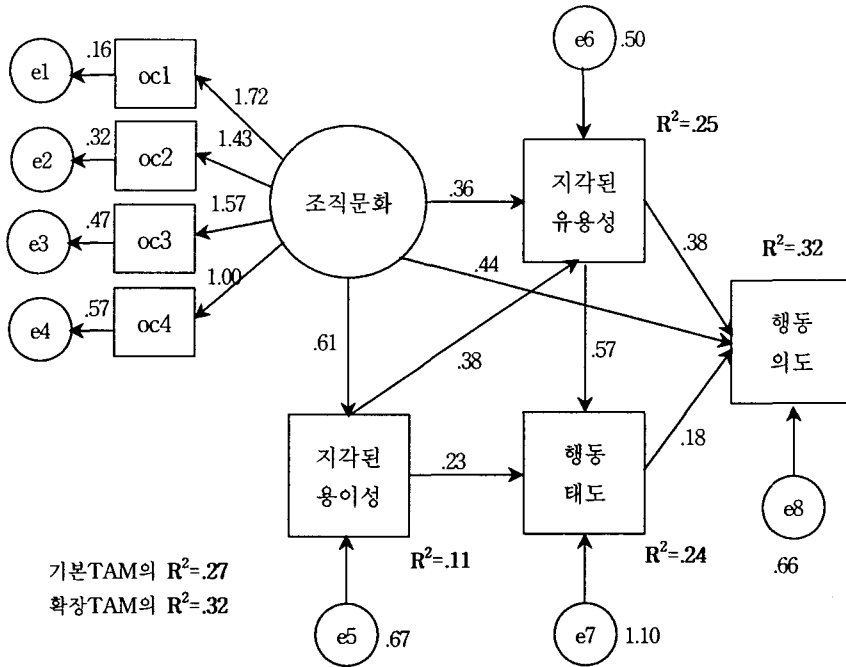 e6
.50
e1
.16
oc1
1.72
R²=.25
e2
.32
oc2
1.43
조직문화
.36
지각된
유용성
e3
.47
oc3
1.57
.38
R²=.32
e4
.57
oc4
1.00
.44
행동
의도
.61
.38
.57
지각된
용이성
.23
행동
태도
.18
e8
.66
R²=.11
R²=.24
기본TAM의 R²=.27
확장TAM의 R²=.32
e5
.67
e7
1.10